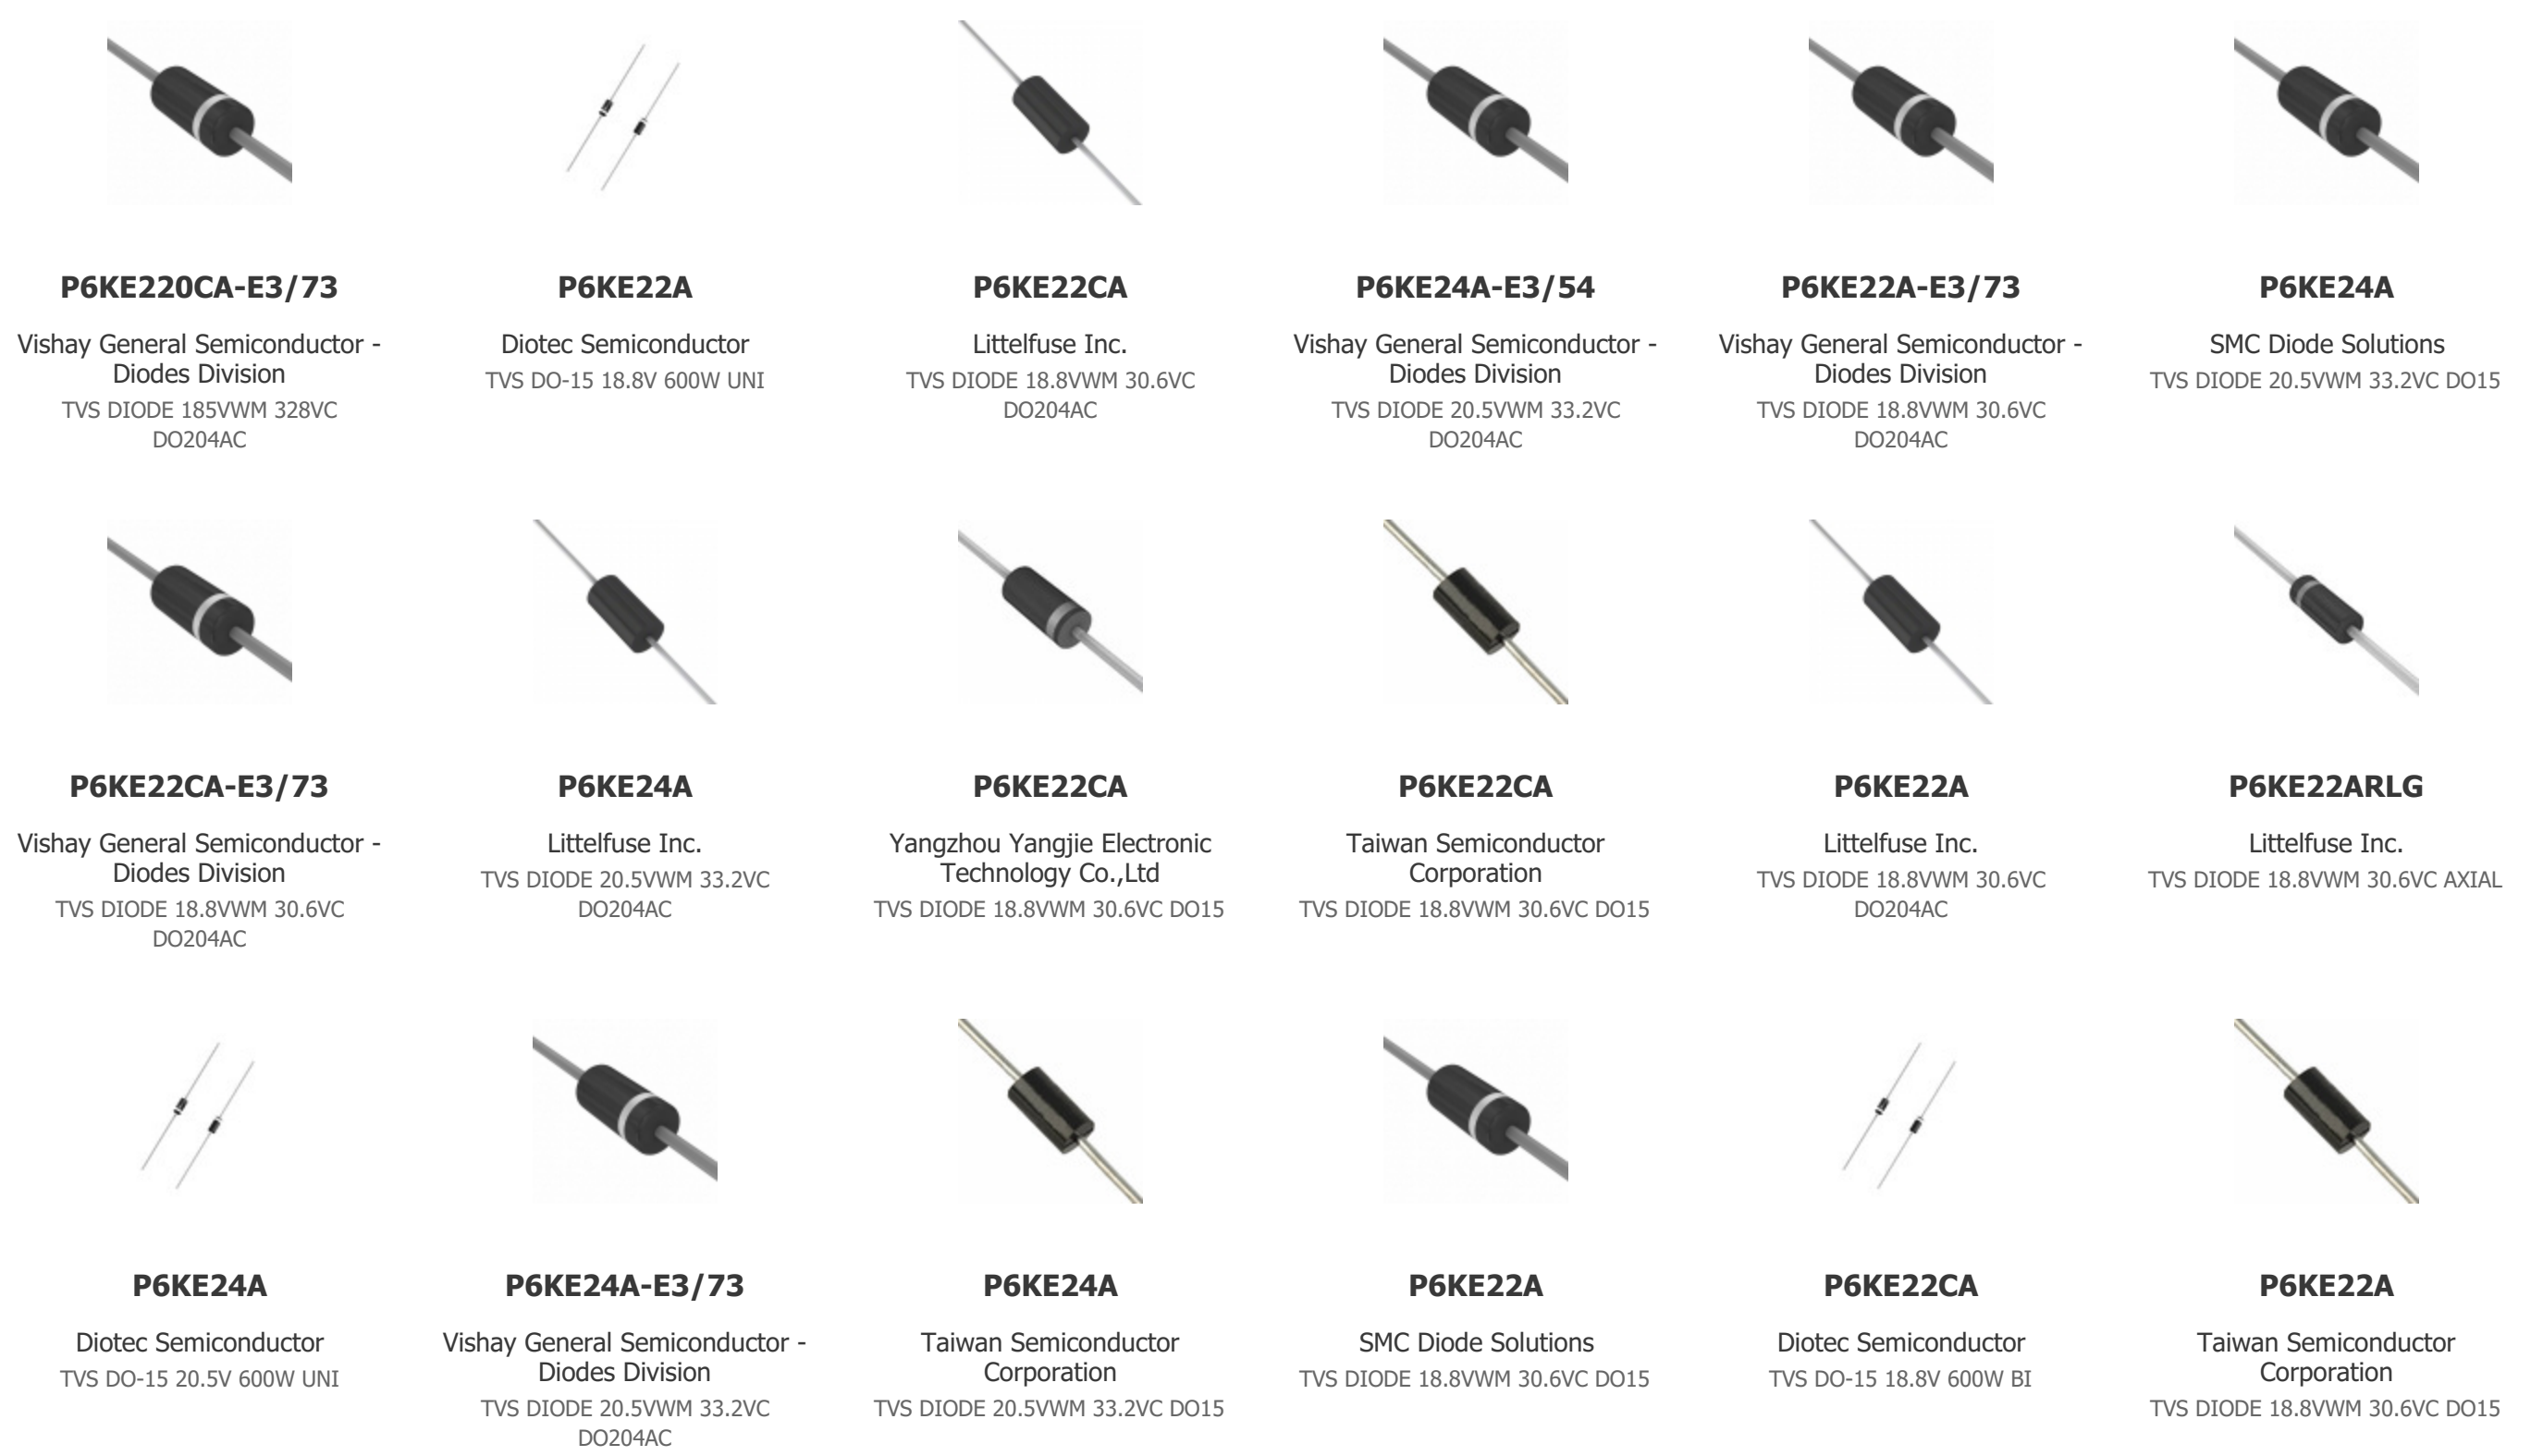 P6KE220CA-E3/73
Vishay General Semiconductor -
Diodes Division
TVS DIODE 185VWM 328VC
DO204AC
P6KE22A
Diotec Semiconductor
TVS DO-15 18.8V 600W UNI
P6KE22CA
Littelfuse Inc.
TVS DIODE 18.8VWM 30.6VC
DO204AC
P6KE24A-E3/54
Vishay General Semiconductor -
Diodes Division
TVS DIODE 20.5VWM 33.2VC
DO204AC
P6KE22A-E3/73
Vishay General Semiconductor -
Diodes Division
TVS DIODE 18.8VWM 30.6VC
DO204AC
P6KE24A
SMC Diode Solutions
TVS DIODE 20.5VWM 33.2VC DO15
P6KE22CA-E3/73
Vishay General Semiconductor -
Diodes Division
TVS DIODE 18.8VWM 30.6VC
DO204AC
P6KE24A
Littelfuse Inc.
TVS DIODE 20.5VWM 33.2VC
DO204AC
P6KE22CA
Yangzhou Yangjie Electronic
Technology Co.,Ltd
TVS DIODE 18.8VWM 30.6VC DO15
P6KE22CA
Taiwan Semiconductor
Corporation
TVS DIODE 18.8VWM 30.6VC DO15
P6KE22A
Littelfuse Inc.
TVS DIODE 18.8VWM 30.6VC
DO204AC
P6KE22ARLG
Littelfuse Inc.
TVS DIODE 18.8VWM 30.6VC AXIAL
P6KE24A
Diotec Semiconductor
TVS DO-15 20.5V 600W UNI
P6KE24A-E3/73
Vishay General Semiconductor -
Diodes Division
TVS DIODE 20.5VWM 33.2VC
DO204AC
P6KE24A
Taiwan Semiconductor
Corporation
TVS DIODE 20.5VWM 33.2VC DO15
P6KE22A
SMC Diode Solutions
TVS DIODE 18.8VWM 30.6VC DO15
P6KE22CA
Diotec Semiconductor
TVS DO-15 18.8V 600W BI
P6KE22A
Taiwan Semiconductor
Corporation
TVS DIODE 18.8VWM 30.6VC DO15